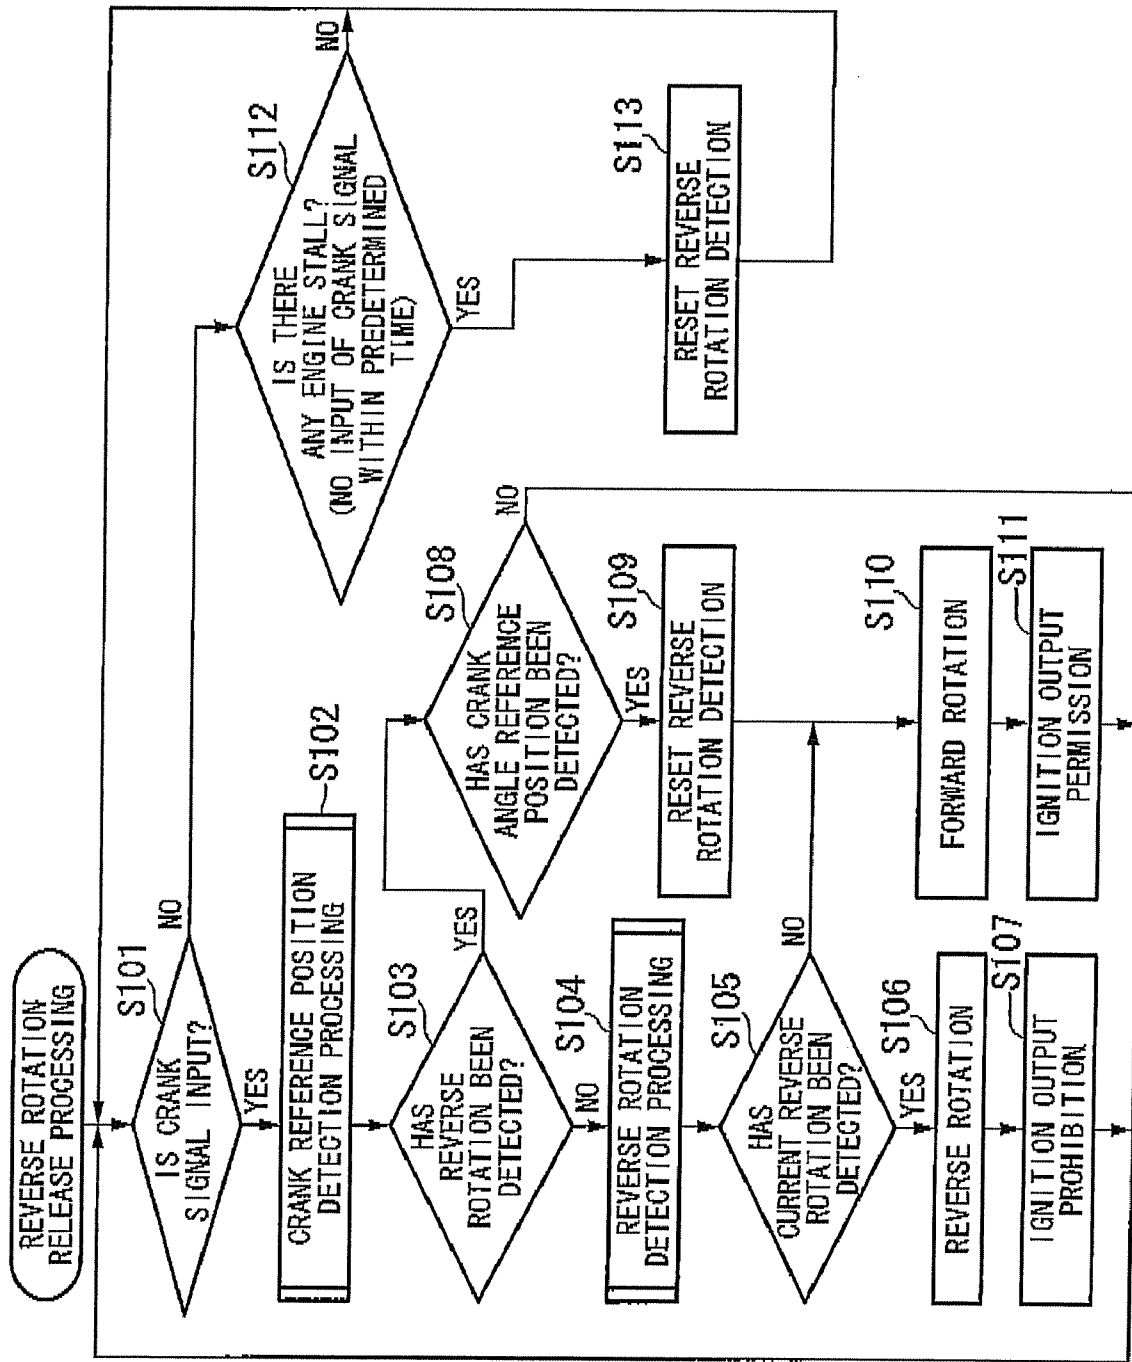 REVERSE ROTATION
RELEASE PROCESSING
S101
IS CRANK
SIGNAL INPUT?
NO
YES
S102
CRANK REFERENCE POSITION
DETECTION PROCESSING
S103
HAS
REVERSE
ROTATION BEEN
DETECTED?
YES
NO
S104
REVERSE ROTATION
DETECTION PROCESSING
S105
HAS
CURRENT REVERSE
ROTATION BEEN
DETECTED?
NO
YES
S106
REVERSE ROTATION
S107
IGNITION OUTPUT
PROHIBITION
S108
HAS CRANK
ANGLE REFERENCE
POSITION BEEN
DETECTED?
NO
YES
S109
RESET REVERSE
ROTATION DETECTION
S110
FORWARD ROTATION
S111
IGNITION OUTPUT
PERMISSION
S112
IS THERE
ANY ENGINE STALL?
(NO INPUT OF CRANK SIGNAL
WITHIN PREDETERMINED
TIME)
NO
YES
S113
RESET REVERSE
ROTATION DETECTION